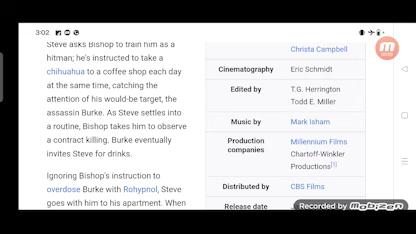 3:02
Steve asks Bishop to train him as a
hitman; he's instructed to take a
chihuahua to a coffee shop each day
at the same time, catching the
attention of his would-be target, the
assassin Burke. As Steve settles into
a routine, Bishop takes him to observe
a contract killing. Burke eventually
invites Steve for drinks.
Ignoring Bishop's instruction to
overdose Burke with Rohypnol, Steve
goes with him to his apartment. When
Christa Campbell
Cinematography Eric Schmidt
Edited by T.G. Herrington
Todd E. Miller
Music by Mark Isham
Production companies Millennium Films
Chartoff-Winkler
Productions[1]
Distributed by CBS Films
Release date
Recorded by Mobizen